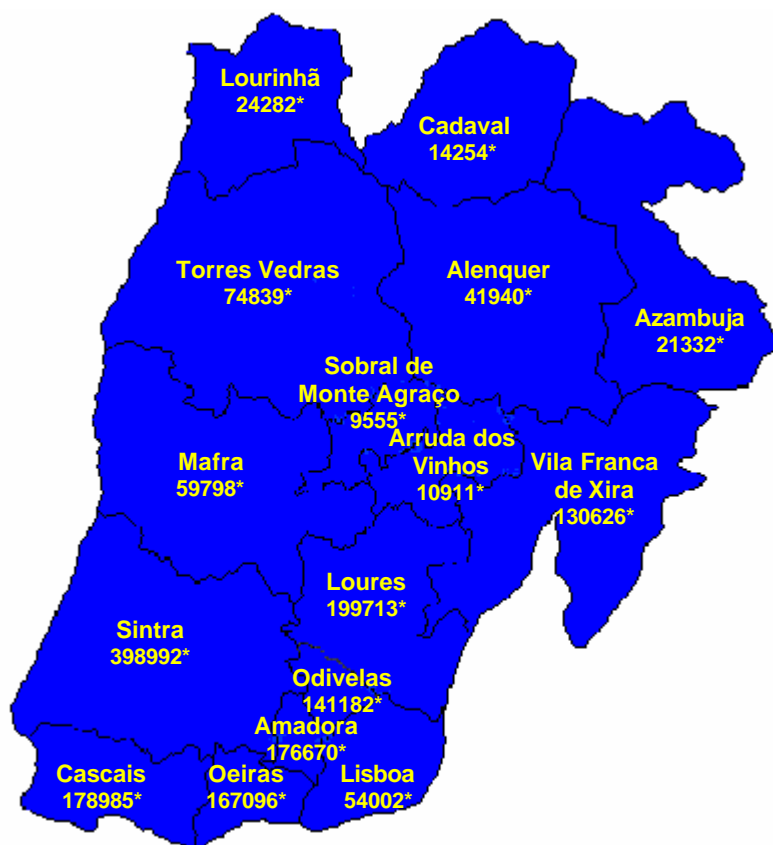 Lourinhã
24282*
Cadaval
14254*
Torres Vedras
74839*
Alenquer
41940*
Azambuja
21332*
Sobral de
Monte Agraço
9555*
Arruda dos
Vinhos
10911*
Mafra
59798*
Vila Franca
de Xira
130626*
Loures
199713*
Sintra
398992*
Odivelas
141182*
Amadora
176670*
Cascais
178985*
Oeiras
167096*
Lisboa
54002*